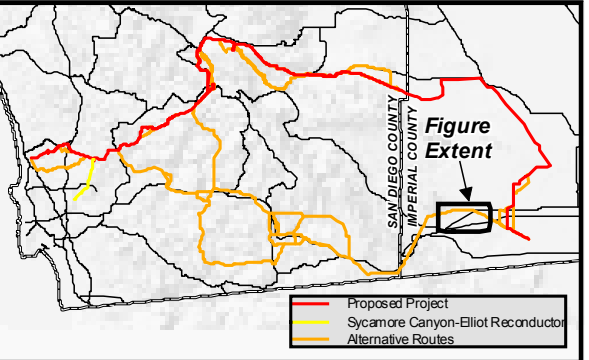 SAN DIEGO COUNTY
IMPERIAL COUNTY
Figure
Extent
Proposed Project
Sycamore Canyon-Elliot Reconductor
Alternative Routes